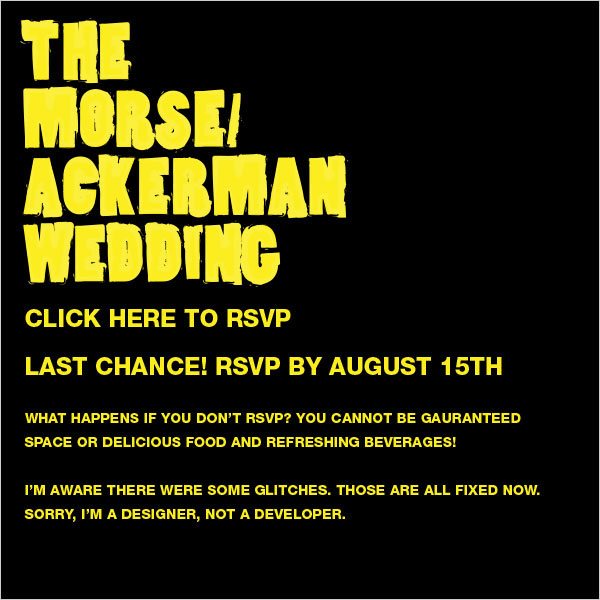 THE
MORSE/
ACKERMAN
WEDDING
CLICK HERE TO RSVP
LAST CHANCE! RSVP BY AUGUST 15TH
WHAT HAPPENS IF YOU DON’T RSVP? YOU CANNOT BE GAURANTEED
SPACE OR DELICIOUS FOOD AND REFRESHING BEVERAGES!
I’M AWARE THERE WERE SOME GLITCHES. THOSE ARE ALL FIXED NOW.
SORRY, I’M A DESIGNER, NOT A DEVELOPER.